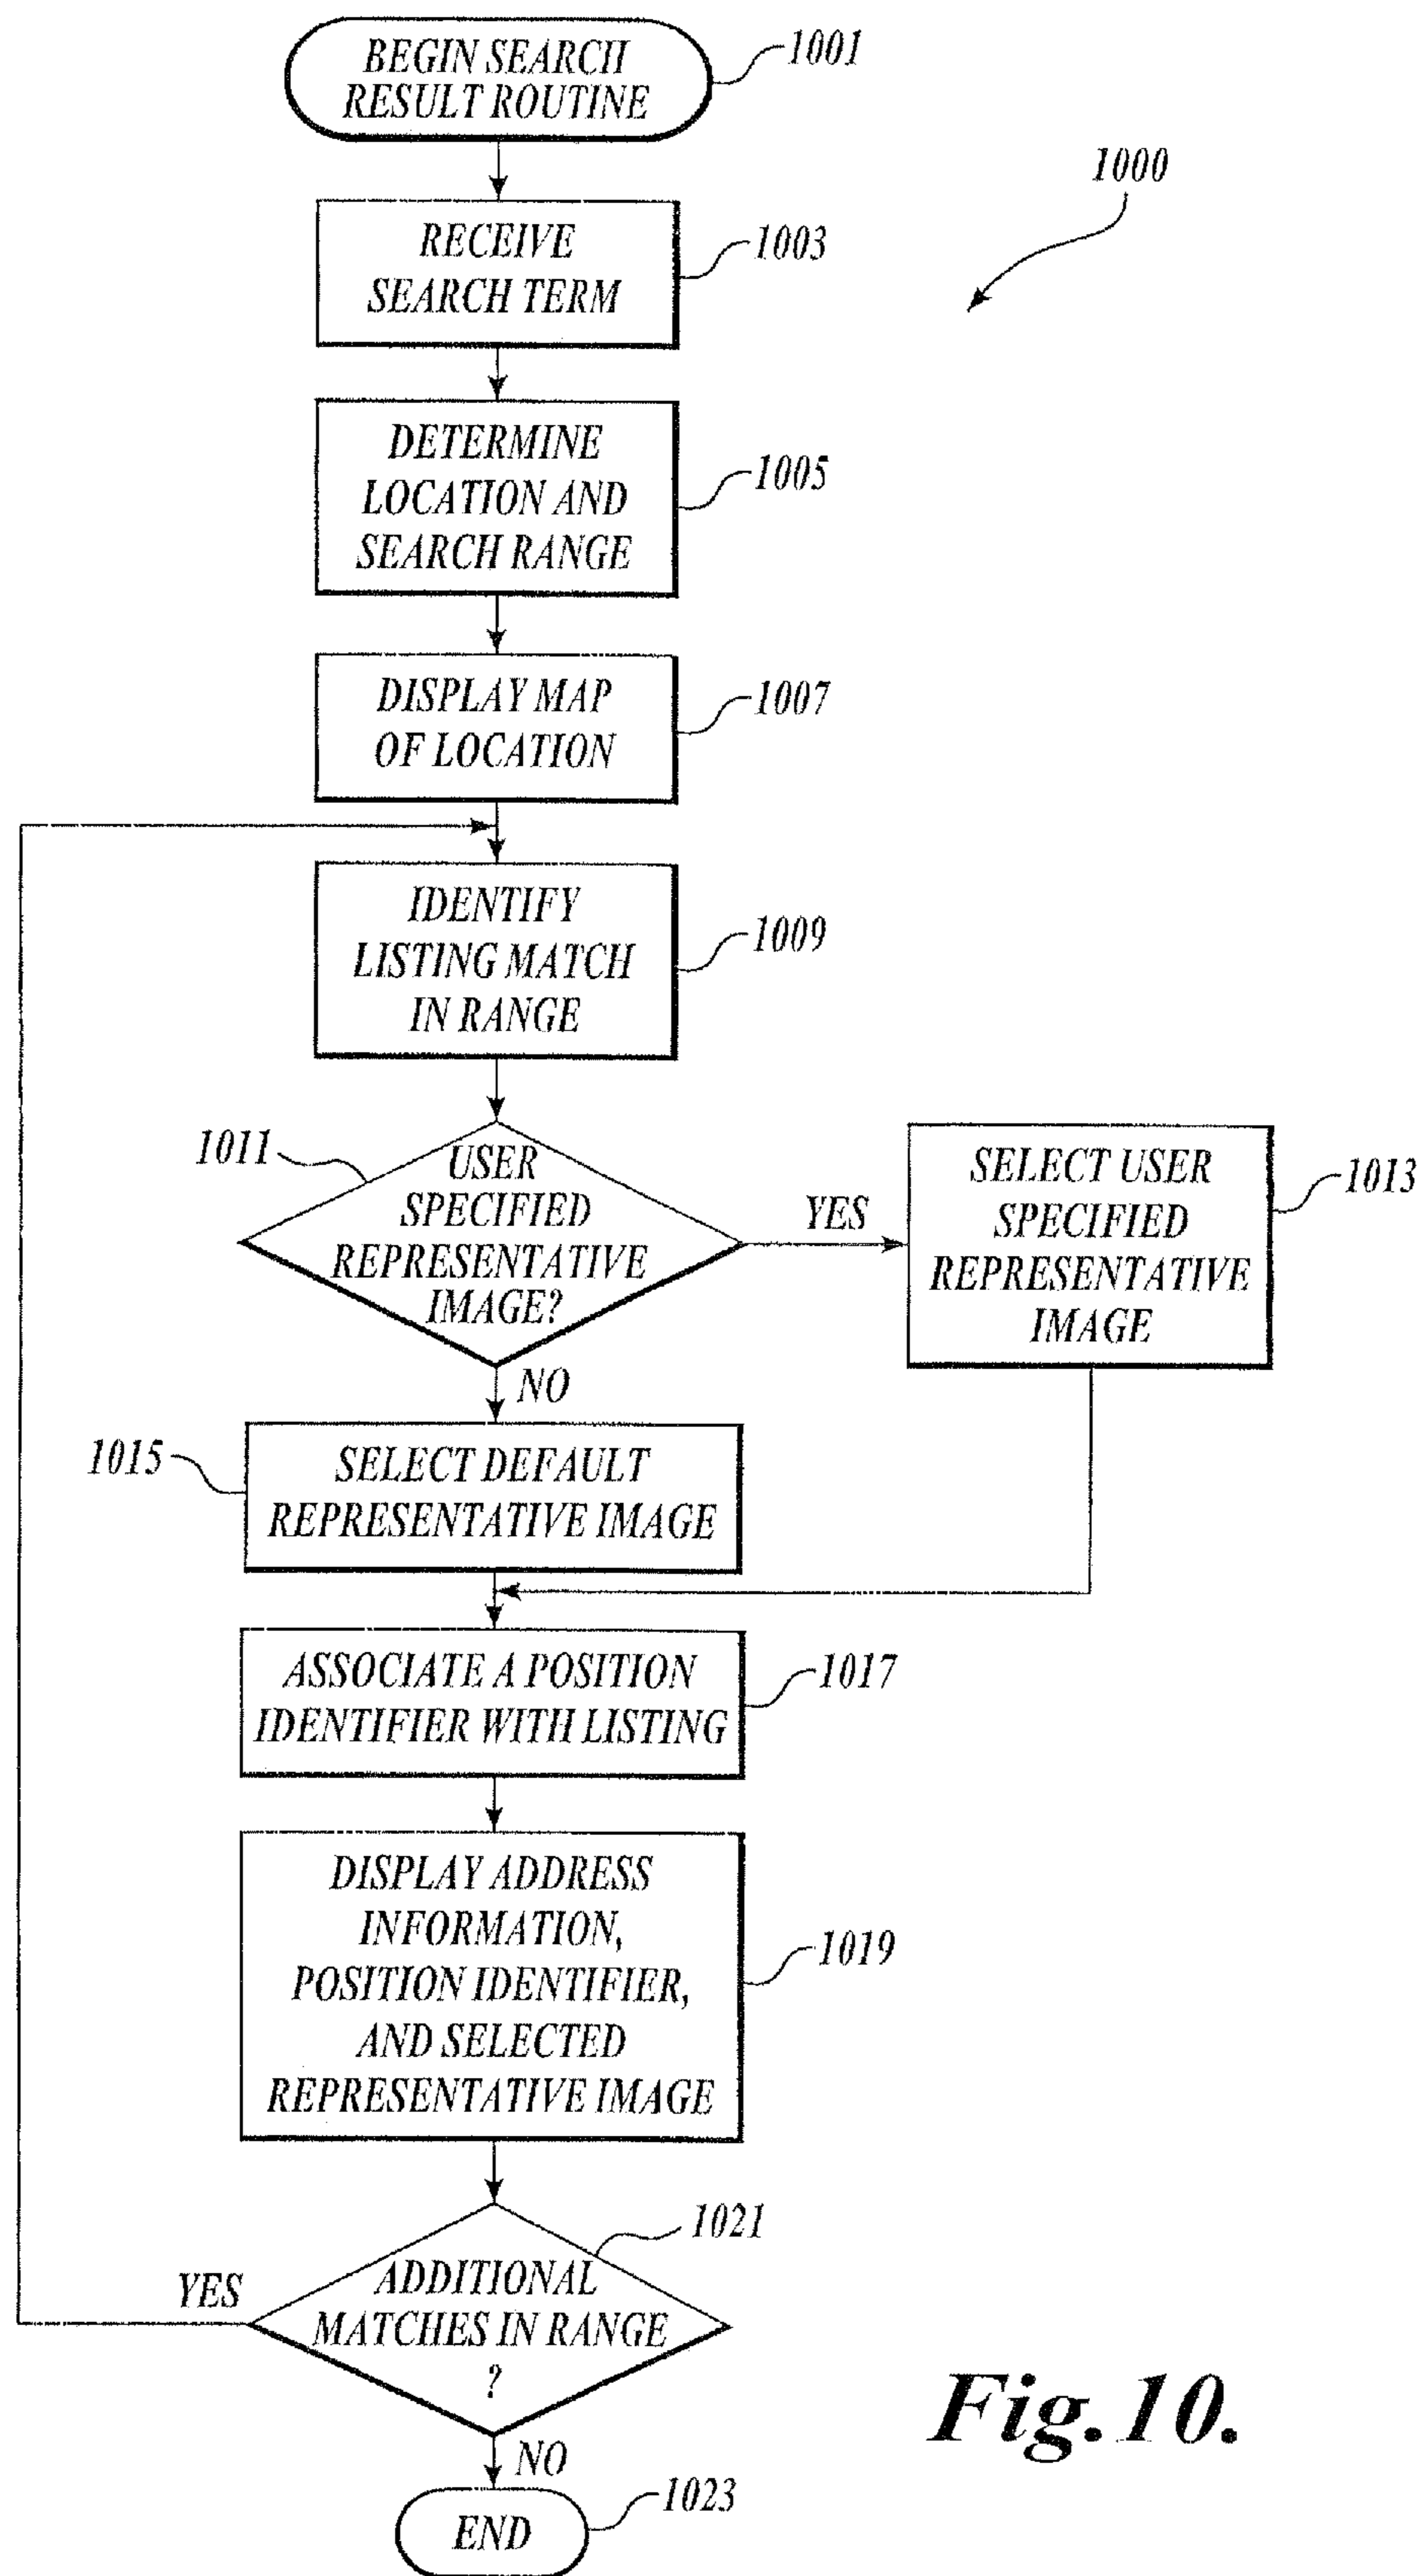 BEGIN SEARCH
RESULT ROUTINE
1001
1000
RECEIVE
SEARCH TERM
1003
DETERMINE
LOCATION AND
SEARCH RANGE
1005
DISPLAY MAP
OF LOCATION
1007
IDENTIFY
LISTING MATCH
IN RANGE
1009
1011
USER
SPECIFIED
REPRESENTATIVE
IMAGE?
YES
SELECT USER
SPECIFIED
REPRESENTATIVE
IMAGE
1013
NO
1015
SELECT DEFAULT
REPRESENTATIVE IMAGE
ASSOCIATE A POSITION
IDENTIFIER WITH LISTING
1017
DISPLAY ADDRESS
INFORMATION,
POSITION IDENTIFIER,
AND SELECTED
REPRESENTATIVE IMAGE
1019
1021
YES
ADDITIONAL
MATCHES IN RANGE
?
NO
END
1023
Fig. 10.